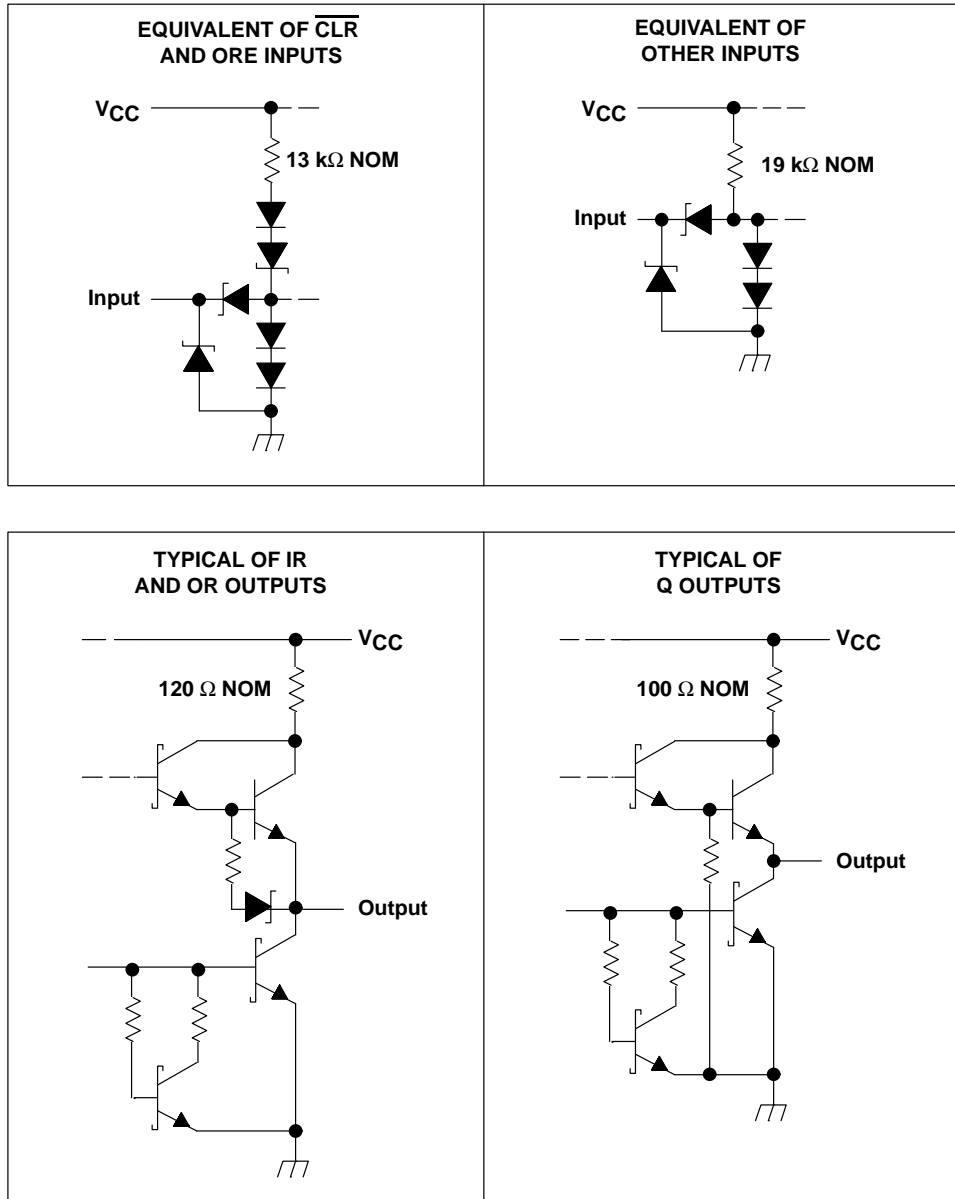 EQUIVALENT OF CLR
AND ORE INPUTS
VCC
13 kΩ NOM
Input
EQUIVALENT OF
OTHER INPUTS
VCC
19 kΩ NOM
Input
TYPICAL OF IR
AND OR OUTPUTS
VCC
120 Ω NOM
Output
TYPICAL OF
Q OUTPUTS
VCC
100 Ω NOM
Output